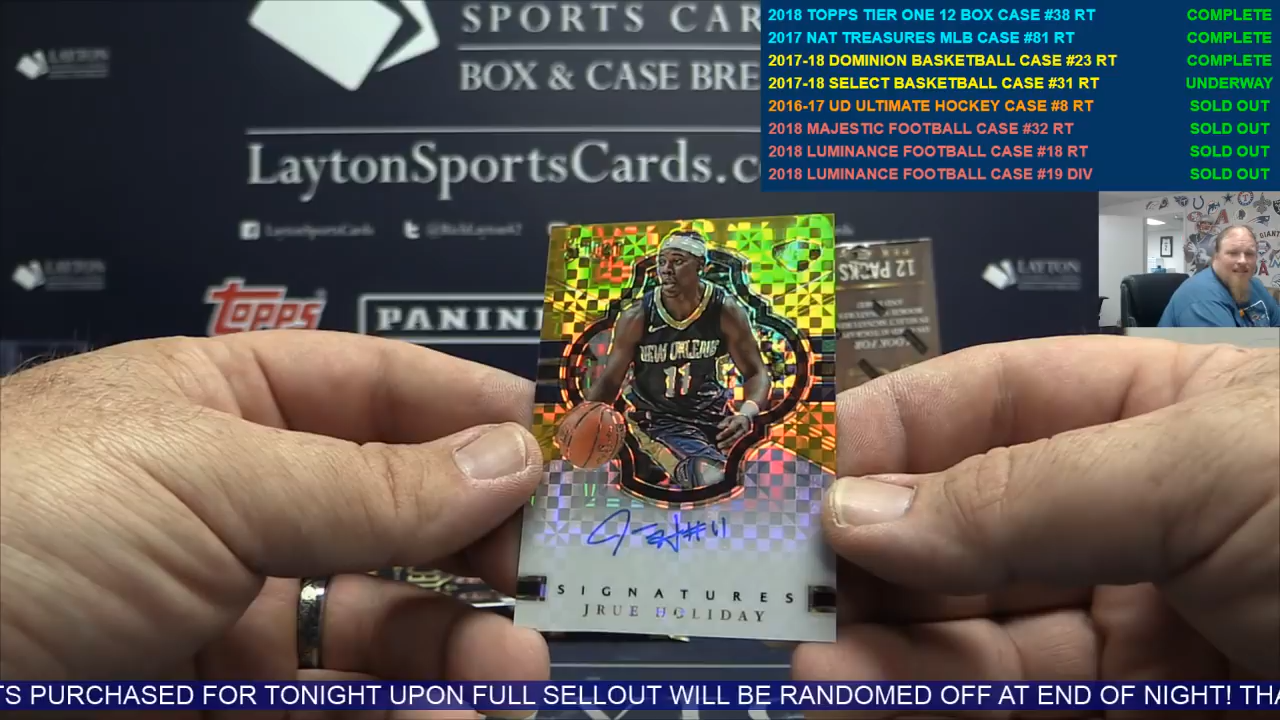 SPORTS CAR
BOX & CASE BRE
LaytonSportsCards.c
LaytonSportsCards
LAYTON
topps
PANINI
2018 TOPPS TIER ONE 12 BOX CASE #38 RT COMPLETE
2017 NAT TREASURES MLB CASE #81 RT COMPLETE
2017-18 DOMINION BASKETBALL CASE #23 RT COMPLETE
2017-18 SELECT BASKETBALL CASE #31 RT UNDERWAY
2016-17 UD ULTIMATE HOCKEY CASE #8 RT SOLD OUT
2018 MAJESTIC FOOTBALL CASE #32 RT SOLD OUT
2018 LUMINANCE FOOTBALL CASE #18 RT SOLD OUT
2018 LUMINANCE FOOTBALL CASE #19 DIV SOLD OUT
GIANT
12 PACKS
LAYTON
SELECT
NEW ORLEANS
11
#11
SIGNATURES
JRUE HOLIDAY
TS PURCHASED FOR TONIGHT UPON FULL SELLOUT WILL BE RANDOMED OFF AT END OF NIGHT! THA